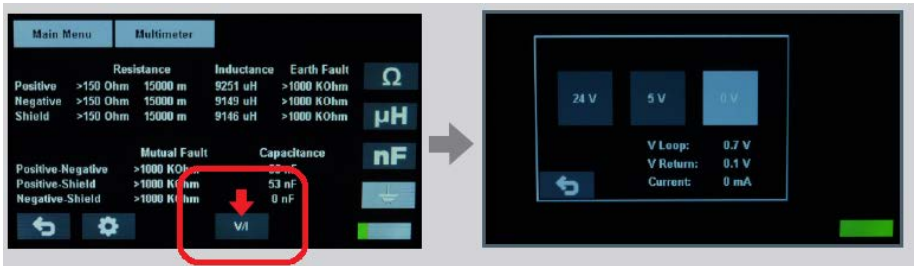 Main Menu Multimeter
Resistance Inductance Earth Fault
Positive >150 Ohm 15000 m 9251 uH >1000 KOhm
Negative >150 Ohm 15000 m 9149 uH >1000 KOhm
Shield >150 Ohm 15000 m 9146 uH >1000 KOhm
Ω
µH
nF
Mutual Fault Capacitance
Positive-Negative >1000 KOhm nF
Positive-Shield >1000 KOhm 53 nF
Negative-Shield >1000 KOhm 0 nF
V/I
24 V 5 V 0 V
V Loop: 0.7 V
V Return: 0.1 V
Current: 0 mA